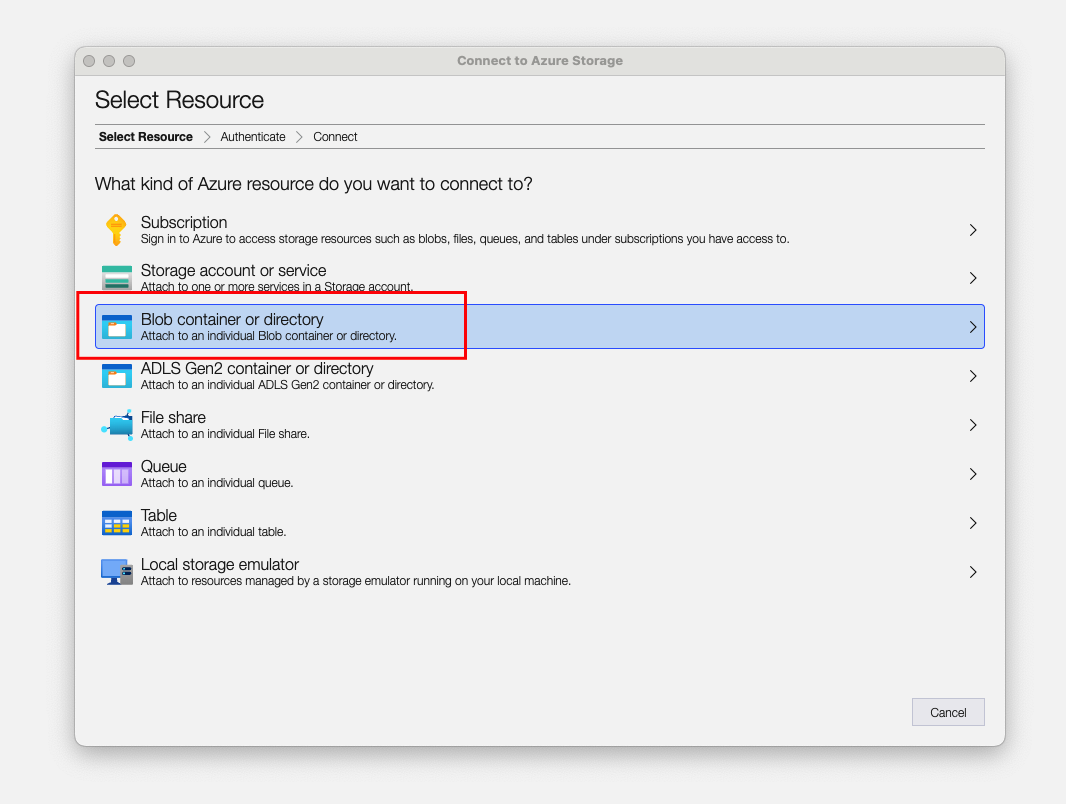 Connect to Azure Storage
Select Resource
Select Resource > Authenticate > Connect
What kind of Azure resource do you want to connect to?
Subscription
Sign in to Azure to access storage resources such as blobs, files, queues, and tables under subscriptions you have access to.
Storage account or service
Attach to one or more services in a Storage account.
Blob container or directory
Attach to an individual Blob container or directory.
ADLS Gen2 container or directory
Attach to an individual ADLS Gen2 container or directory.
File share
Attach to an individual File share.
Queue
Attach to an individual queue.
Table
Attach to an individual table.
Local storage emulator
Attach to resources managed by a storage emulator running on your local machine.
Cancel